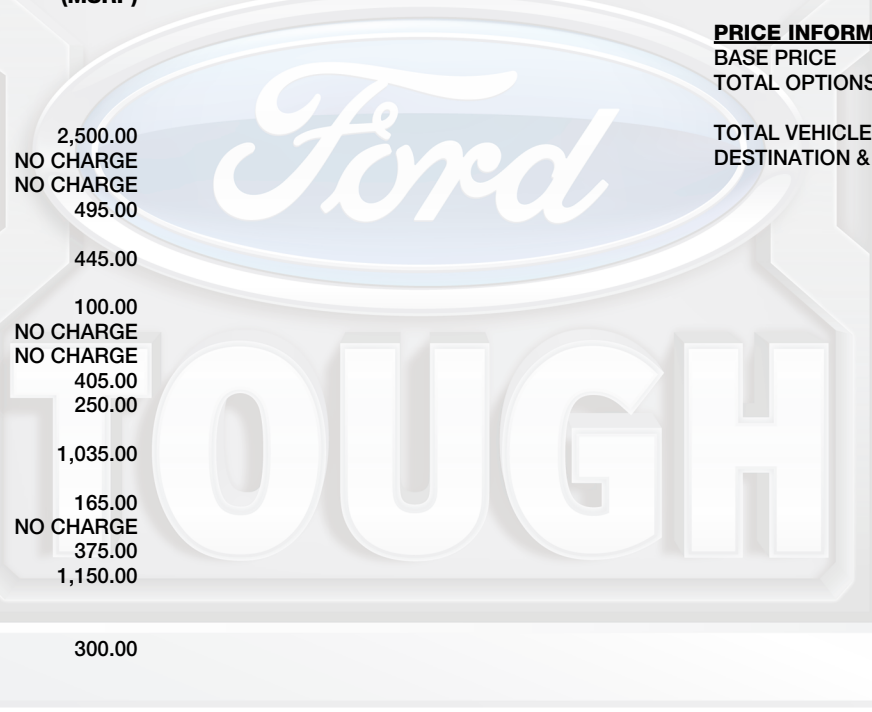 (MSRP)
PRICE INFORM
BASE PRICE
TOTAL OPTIONS
2,500.00
TOTAL VEHICLE
NO CHARGE
DESTINATION &
NO CHARGE
495.00
445.00
100.00
NO CHARGE
NO CHARGE
405.00
250.00
1,035.00
165.00
NO CHARGE
375.00
1,150.00
300.00
Ford
TOUGH